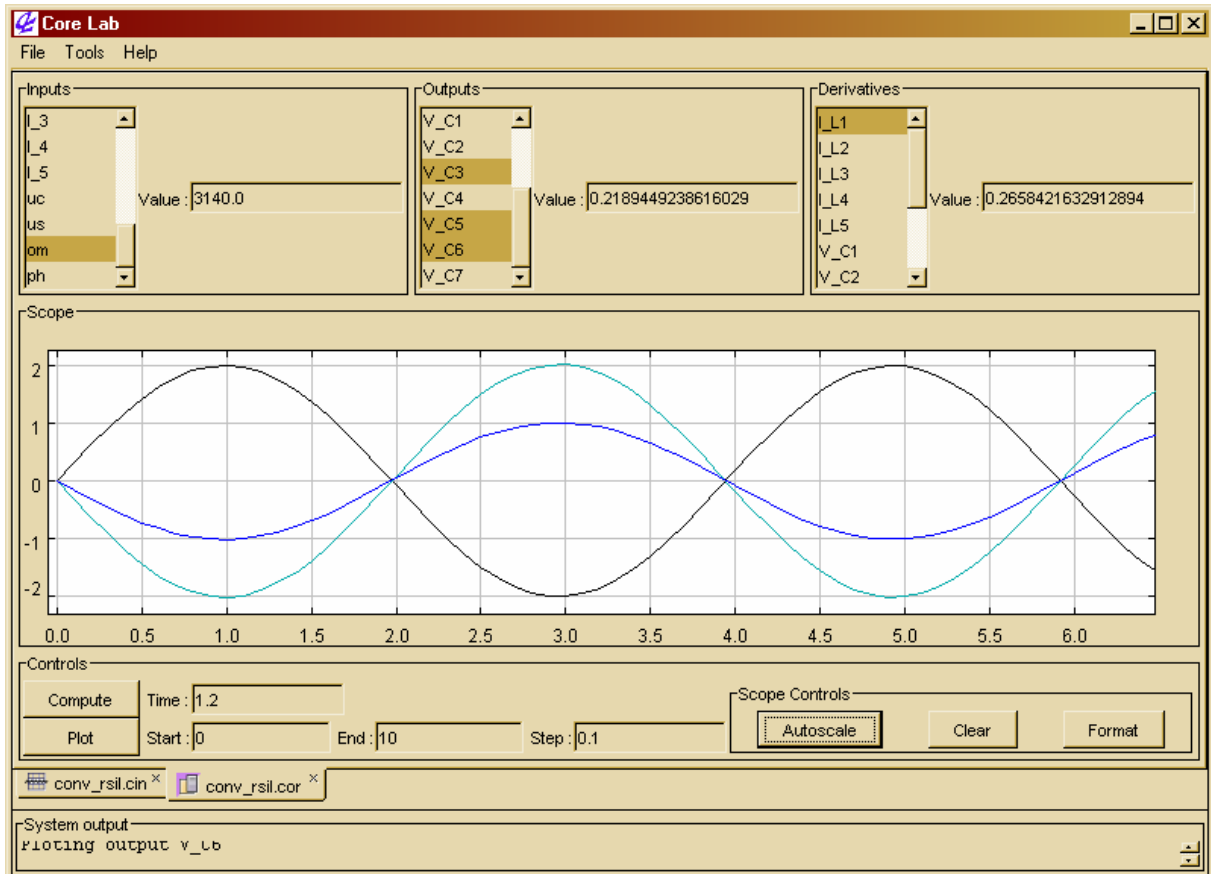 Core Lab
File Tools Help
Inputs
I_3
I_4
I_5
uc
us
om
ph
Value : 3140.0
Outputs
V_C1
V_C2
V_C3
V_C4
V_C5
V_C6
V_C7
Value : 0.2189449238616029
Derivatives
I_L1
I_L2
I_L3
I_L4
I_L5
V_C1
V_C2
Value : 0.2658421632912894
Scope
2
1
0
-1
-2
0.0 0.5 1.0 1.5 2.0 2.5 3.0 3.5 4.0 4.5 5.0 5.5 6.0
Controls
Compute Time : 1.2
Plot Start : 0 End : 10 Step : 0.1
Scope Controls
Autoscale Clear Format
conv_rsil.cin × conv_rsil.cor ×
System output
Ploting output V_C6